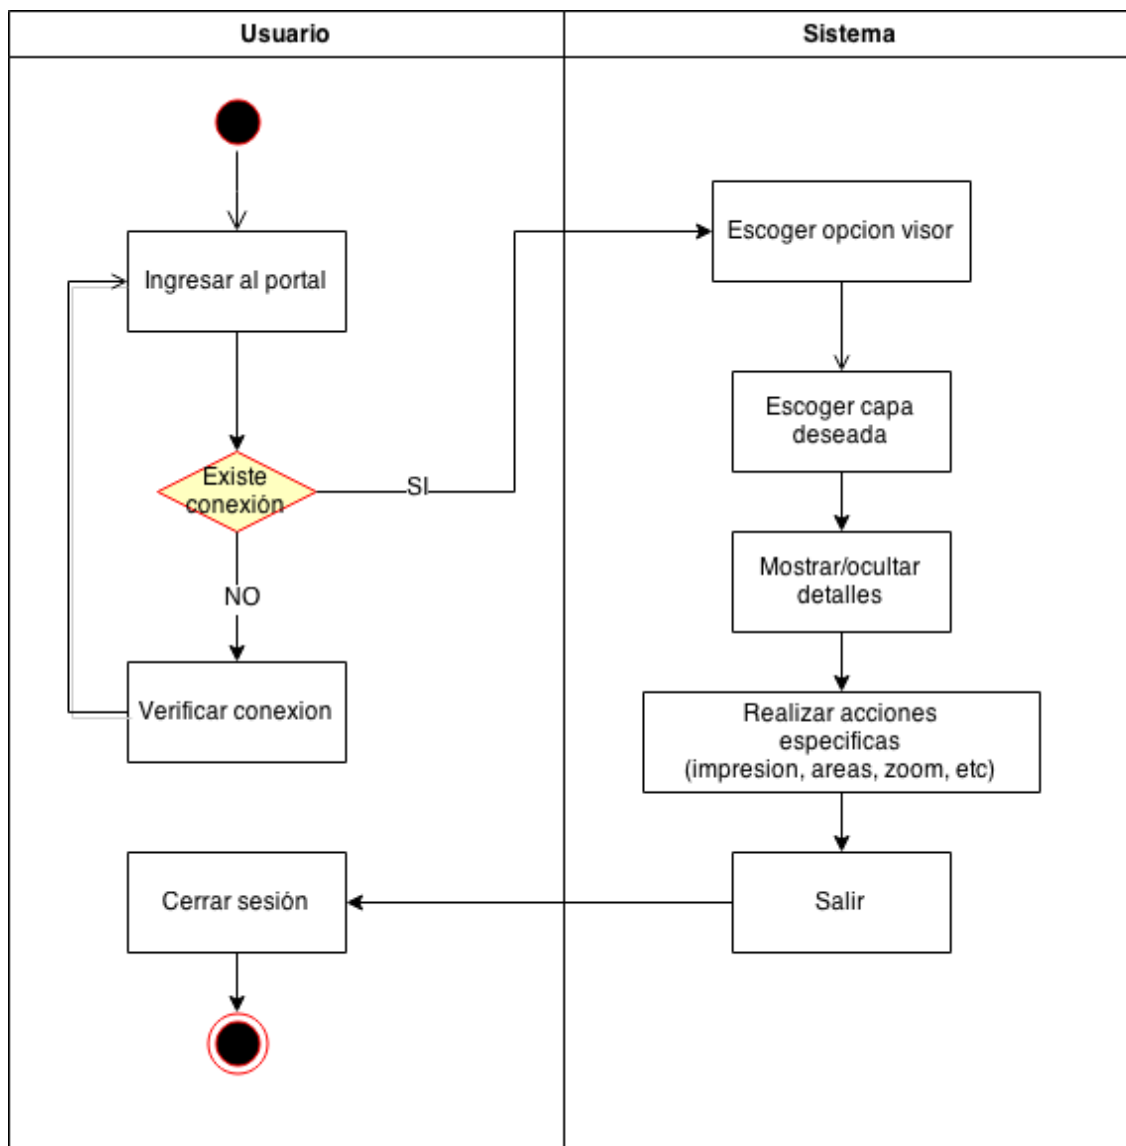 Usuario
Sistema
Ingresar al portal
Existe
conexión
SI
NO
Verificar conexion
Escoger opcion visor
Escoger capa
deseada
Mostrar/ocultar
detalles
Realizar acciones
especificas
(impresion, areas, zoom, etc)
Salir
Cerrar sesión